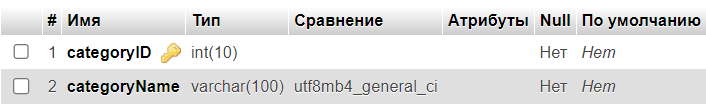 # Имя Тип Сравнение Атрибуты Null По умолчанию
1 categoryID int(10) Нет Нет
2 categoryName varchar(100) utf8mb4_general_ci Нет Нет